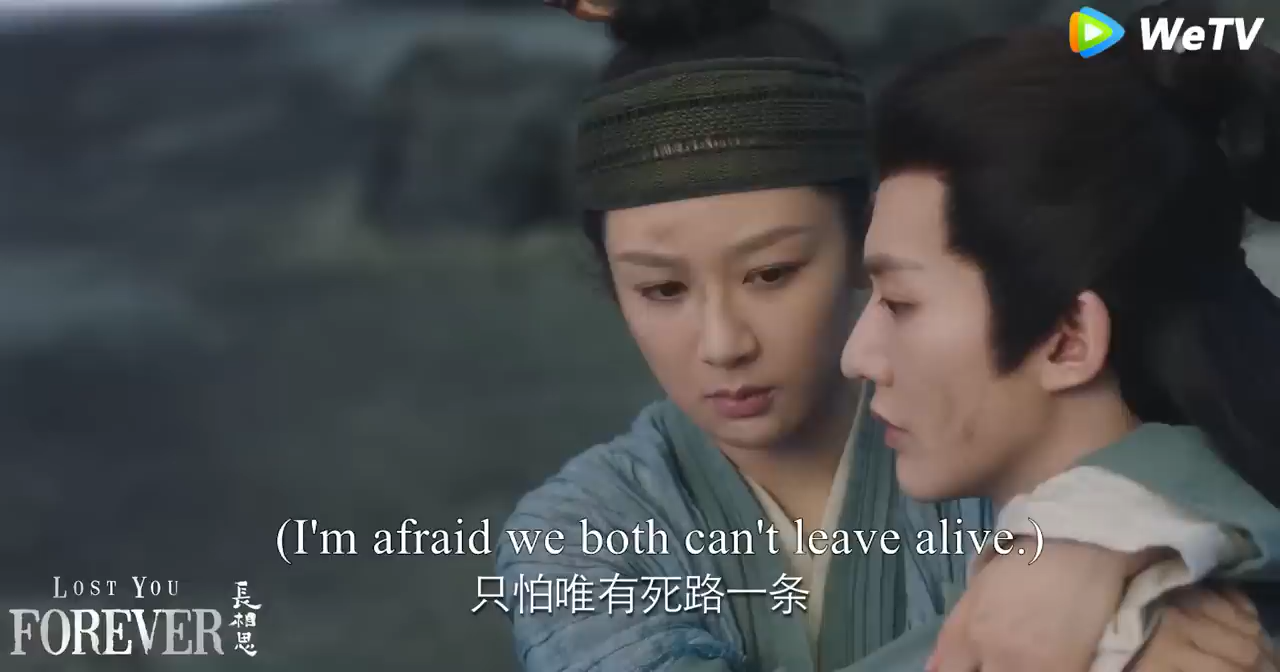 WeTV
(I'm afraid we both can't leave alive.)
只怕唯有死路一条
LOST YOU
FOREVER
長相思